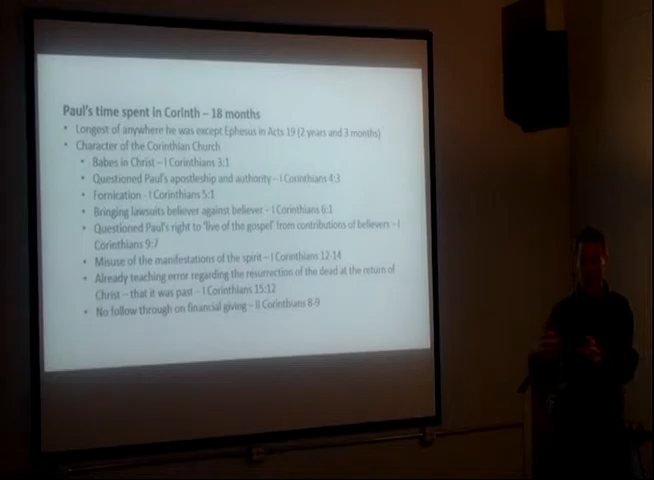 Paul's time spent in Corinth – 18 months
• Longest of anywhere he was except Ephesus in Acts 19 (2 years and 3 months)
• Character of the Corinthian Church
• Babes in Christ – I Corinthians 3:1
• Questioned Paul's apostleship and authority – I Corinthians 4:3
• Fornication - I Corinthians 5:1
• Bringing lawsuits believer against believer – I Corinthians 6:1
• Questioned Paul's right to "live of the gospel" from contributions of believers – I
Corinthians 9:7
• Misuse of the manifestations of the spirit – I Corinthians 12-14
• Already teaching error regarding the resurrection of the dead at the return of
Christ – that it was past – I Corinthians 15:12
• No follow through on financial giving – II Corinthians 8-9